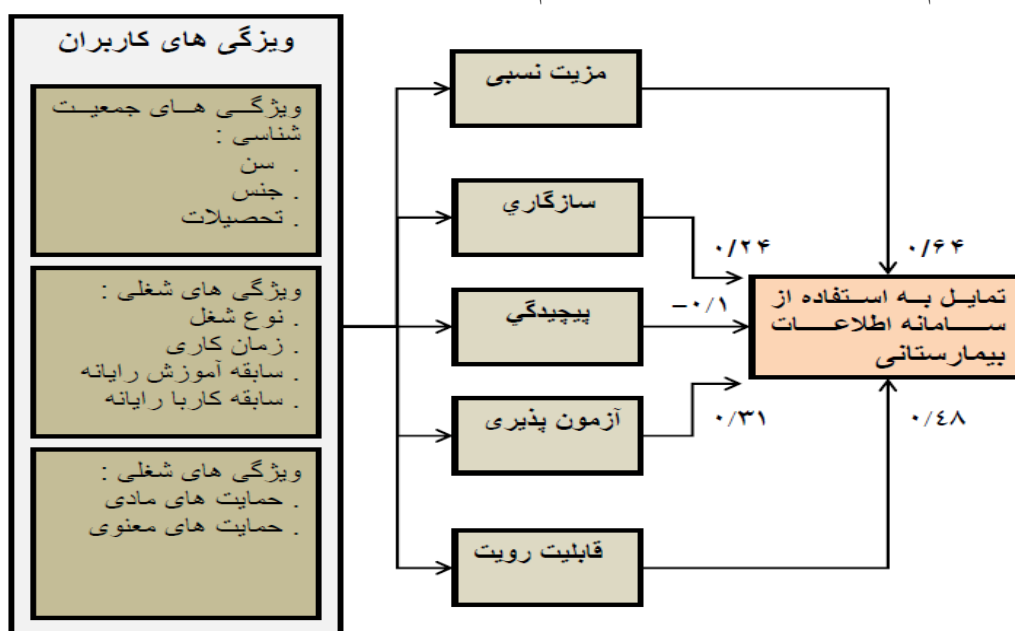 ویژگی های کاربران
ویژگی های جمعیت
شناسی :
. سن
. جنس
. تحصیلات
ویژگی های شغلی :
. نوع شغل
. زمان کاری
. سابقه آموزش رایانه
. سابقه کاربا رایانه
ویژگی های شغلی :
. حمایت های مادی
. حمایت های معنوی
مزیت نسبی
سازگاري
پیچیدگي
آزمون پذیری
قابلیت رویت
۰/۲۴
-۰/۱
۰/۳۱
۰/۶۴
۰/٤۸
تمایل به استفاده از
سامانه اطلاعات
بیمارستانی